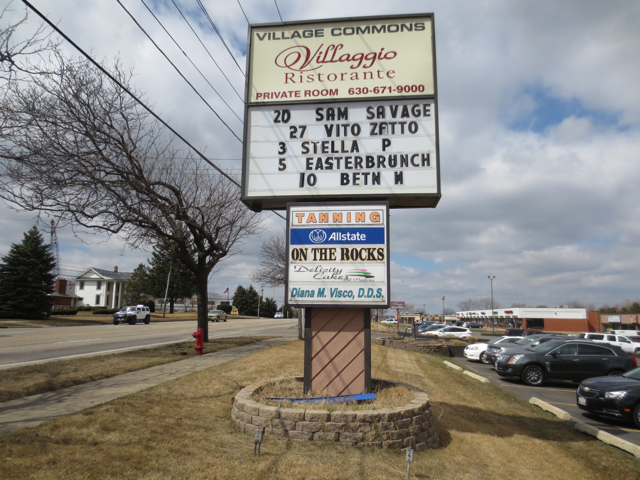 VILLAGE COMMONS
Villaggio
RISTORANTE
PRIVATE ROOM 630-671-9000
20 SAM SAVAGE
27 VITO ZATTO
3 STELLA P
5 EASTERBRUNCH
10 BETN M
TANNING
Allstate
ON THE ROCKS
Delicity
Cakes
Diana M. Visco, D.D.S.